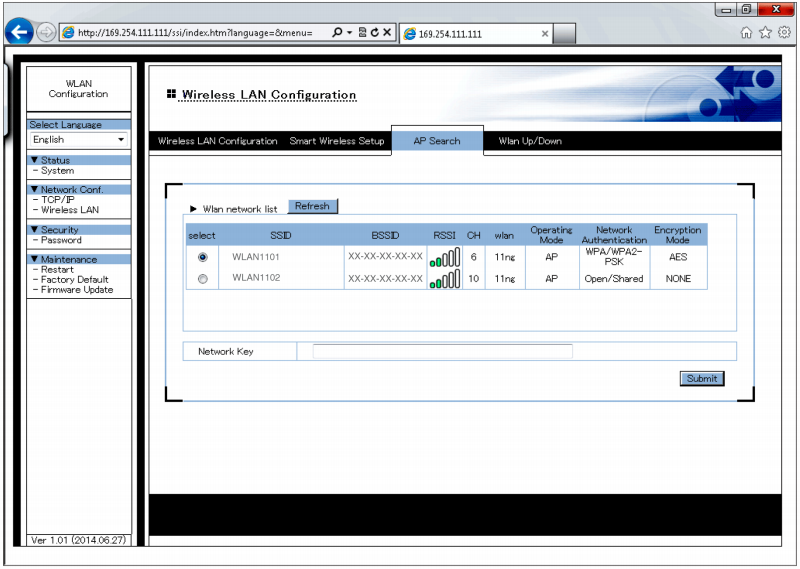 http://169.254.111.111/ssi/index.htm?language=&menu=
169.254.111.111
WLAN
Configuration
Select Language
English
▼ Status
- System
▼ Network Conf.
- TCP/IP
- Wireless LAN
▼ Security
- Password
▼ Maintenance
- Restart
- Factory Default
- Firmware Update
Ver 1.01 (2014.06.27)
Wireless LAN Configuration
Wireless LAN Configuration Smart Wireless Setup AP Search Wlan Up/Down
▶ Wlan network list Refresh
select SSID BSSID RSSI CH wlan Operating Mode Network Authentication Encryption Mode
WLAN1101 XX-XX-XX-XX-XX 6 11ng AP WPA/WPA2-PSK AES
WLAN1102 XX-XX-XX-XX-XX 10 11ng AP Open/Shared NONE
Network Key
Submit